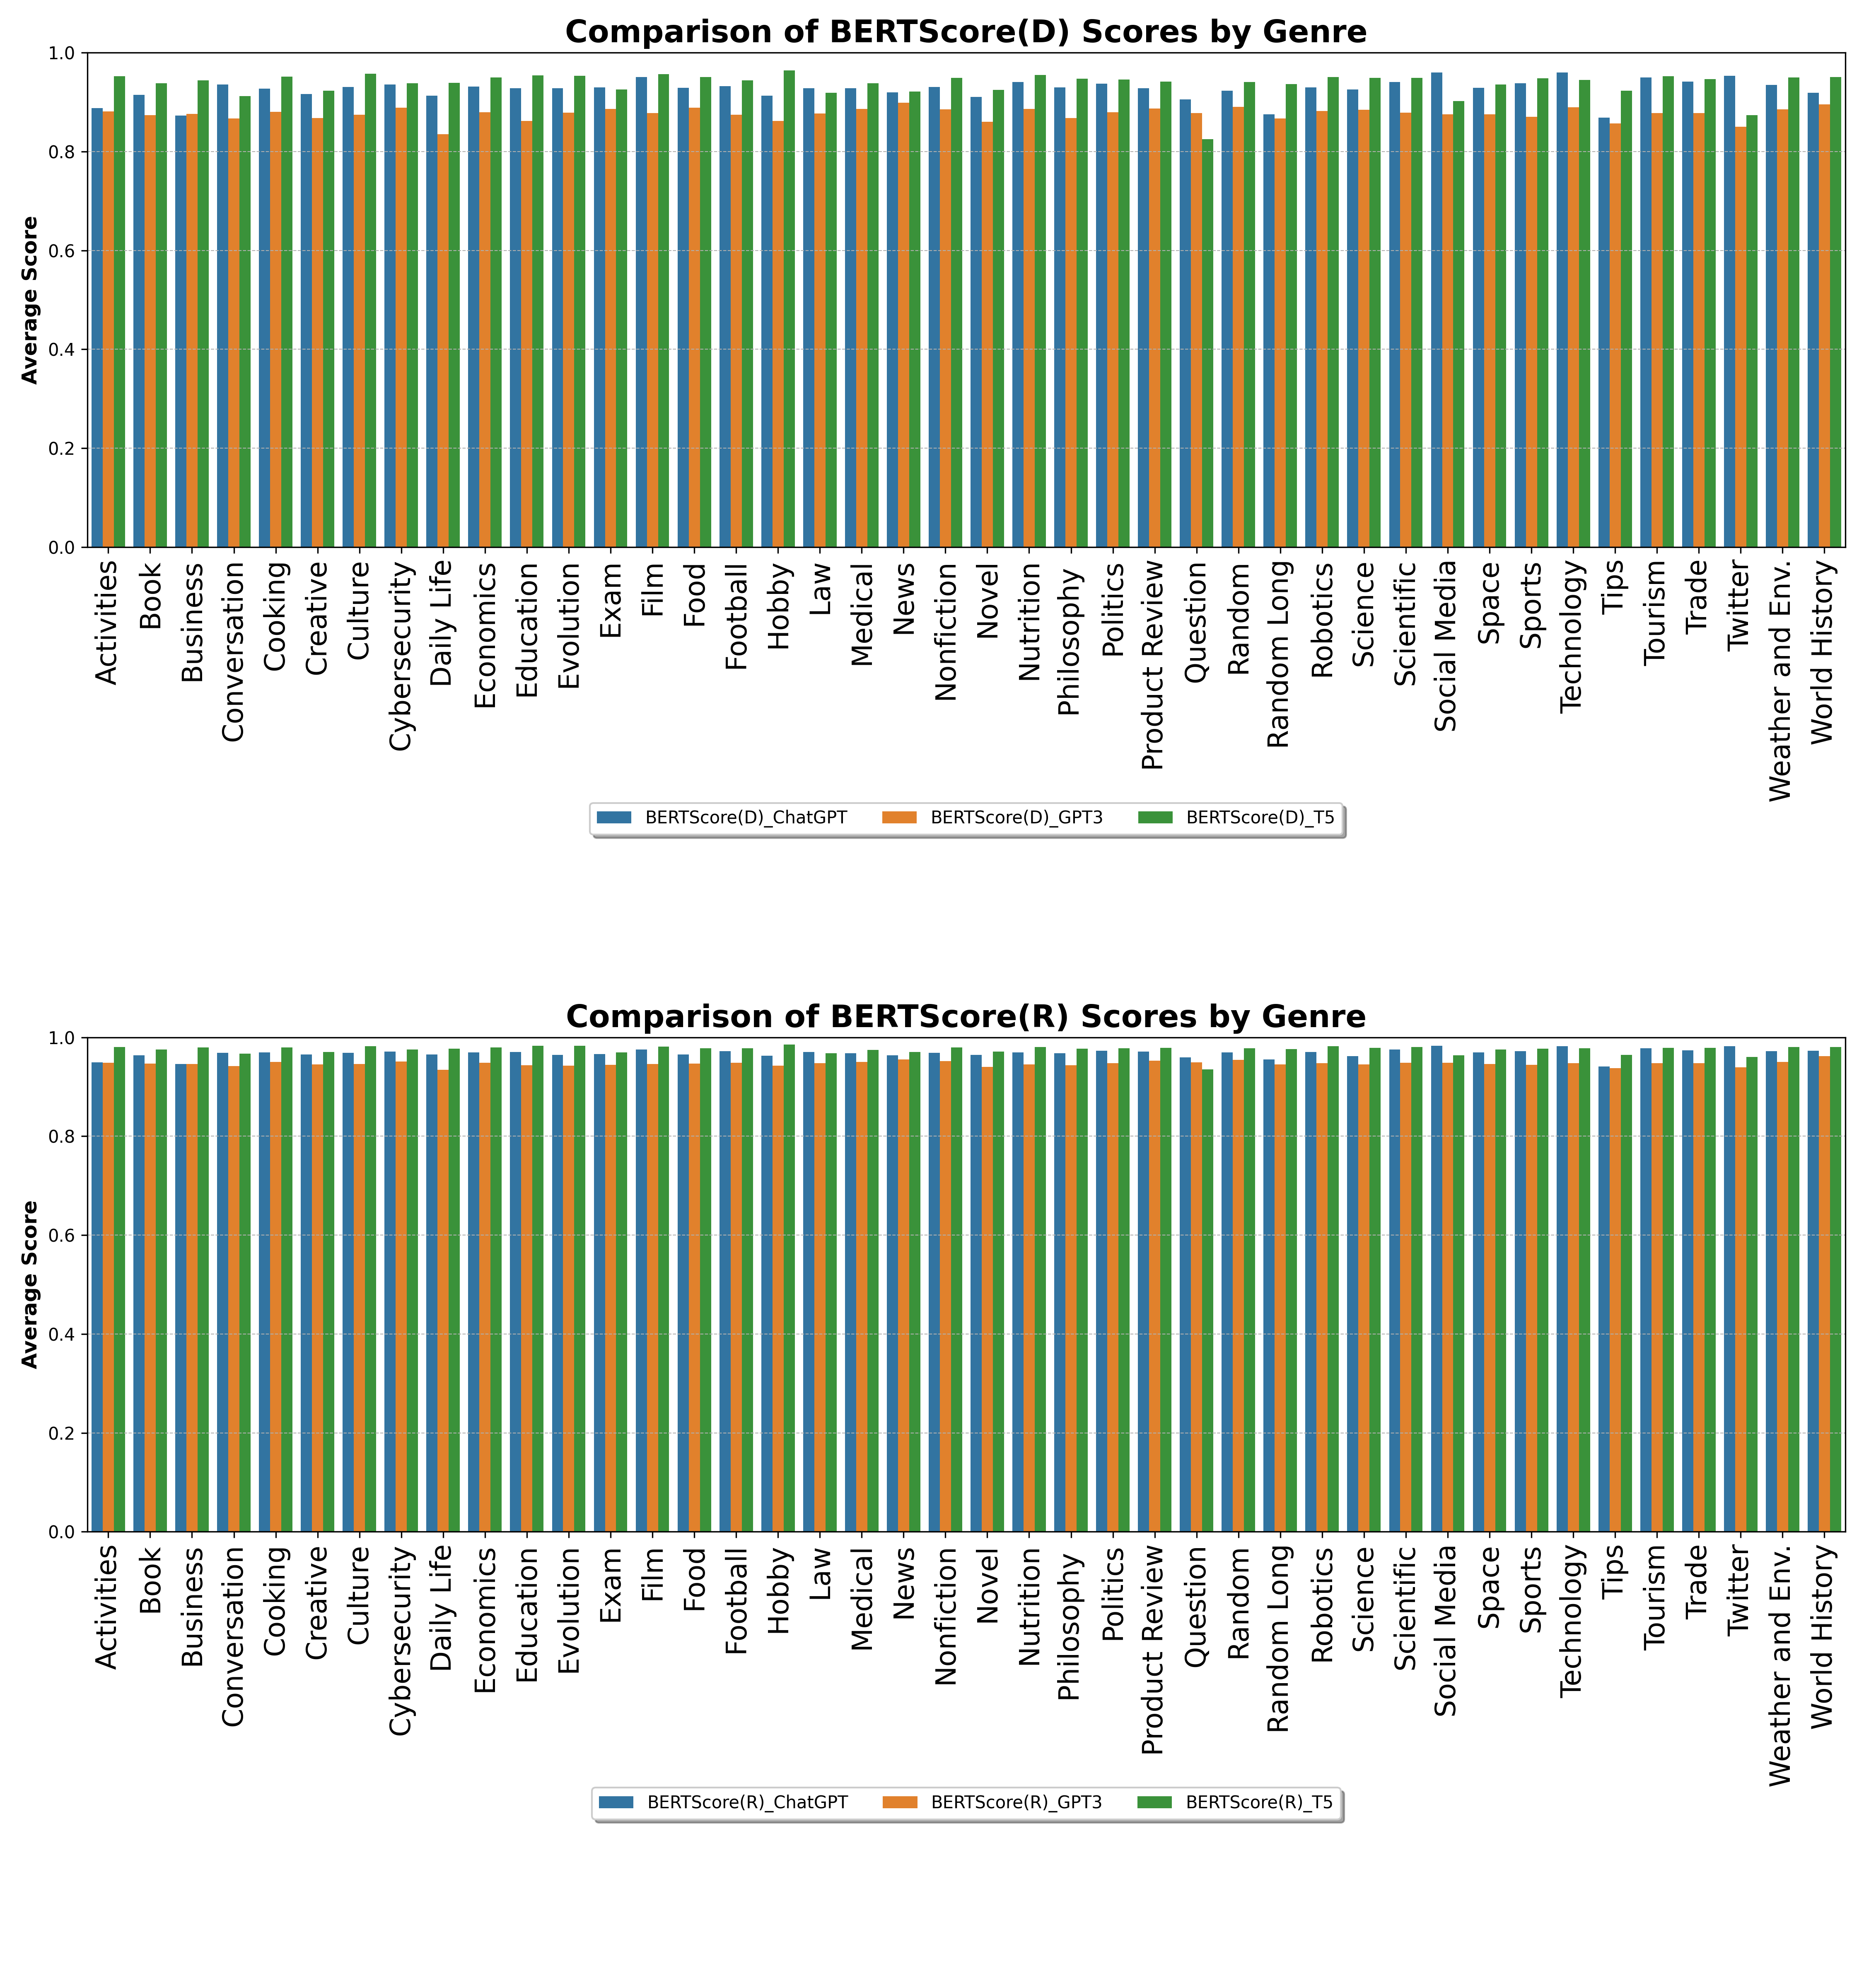 Comparison of BERTScore(D) Scores by Genre
Average Score
1.0
0.8
0.6
0.4
0.2
0.0
Activities
Book
Business
Conversation
Cooking
Creative
Culture
Cybersecurity
Daily Life
Economics
Education
Evolution
Exam
Film
Food
Football
Hobby
Law
Medical
News
Nonfiction
Novel
Nutrition
Philosophy
Politics
Product Review
Question
Random
Random Long
Robotics
Science
Scientific
Social Media
Space
Sports
Technology
Tips
Tourism
Trade
Twitter
Weather and Env.
World History
BERTScore(D)_ChatGPT
BERTScore(D)_GPT3
BERTScore(D)_T5
Comparison of BERTScore(R) Scores by Genre
Average Score
1.0
0.8
0.6
0.4
0.2
0.0
Activities
Book
Business
Conversation
Cooking
Creative
Culture
Cybersecurity
Daily Life
Economics
Education
Evolution
Exam
Film
Food
Football
Hobby
Law
Medical
News
Nonfiction
Novel
Nutrition
Philosophy
Politics
Product Review
Question
Random
Random Long
Robotics
Science
Scientific
Social Media
Space
Sports
Technology
Tips
Tourism
Trade
Twitter
Weather and Env.
World History
BERTScore(R)_ChatGPT
BERTScore(R)_GPT3
BERTScore(R)_T5